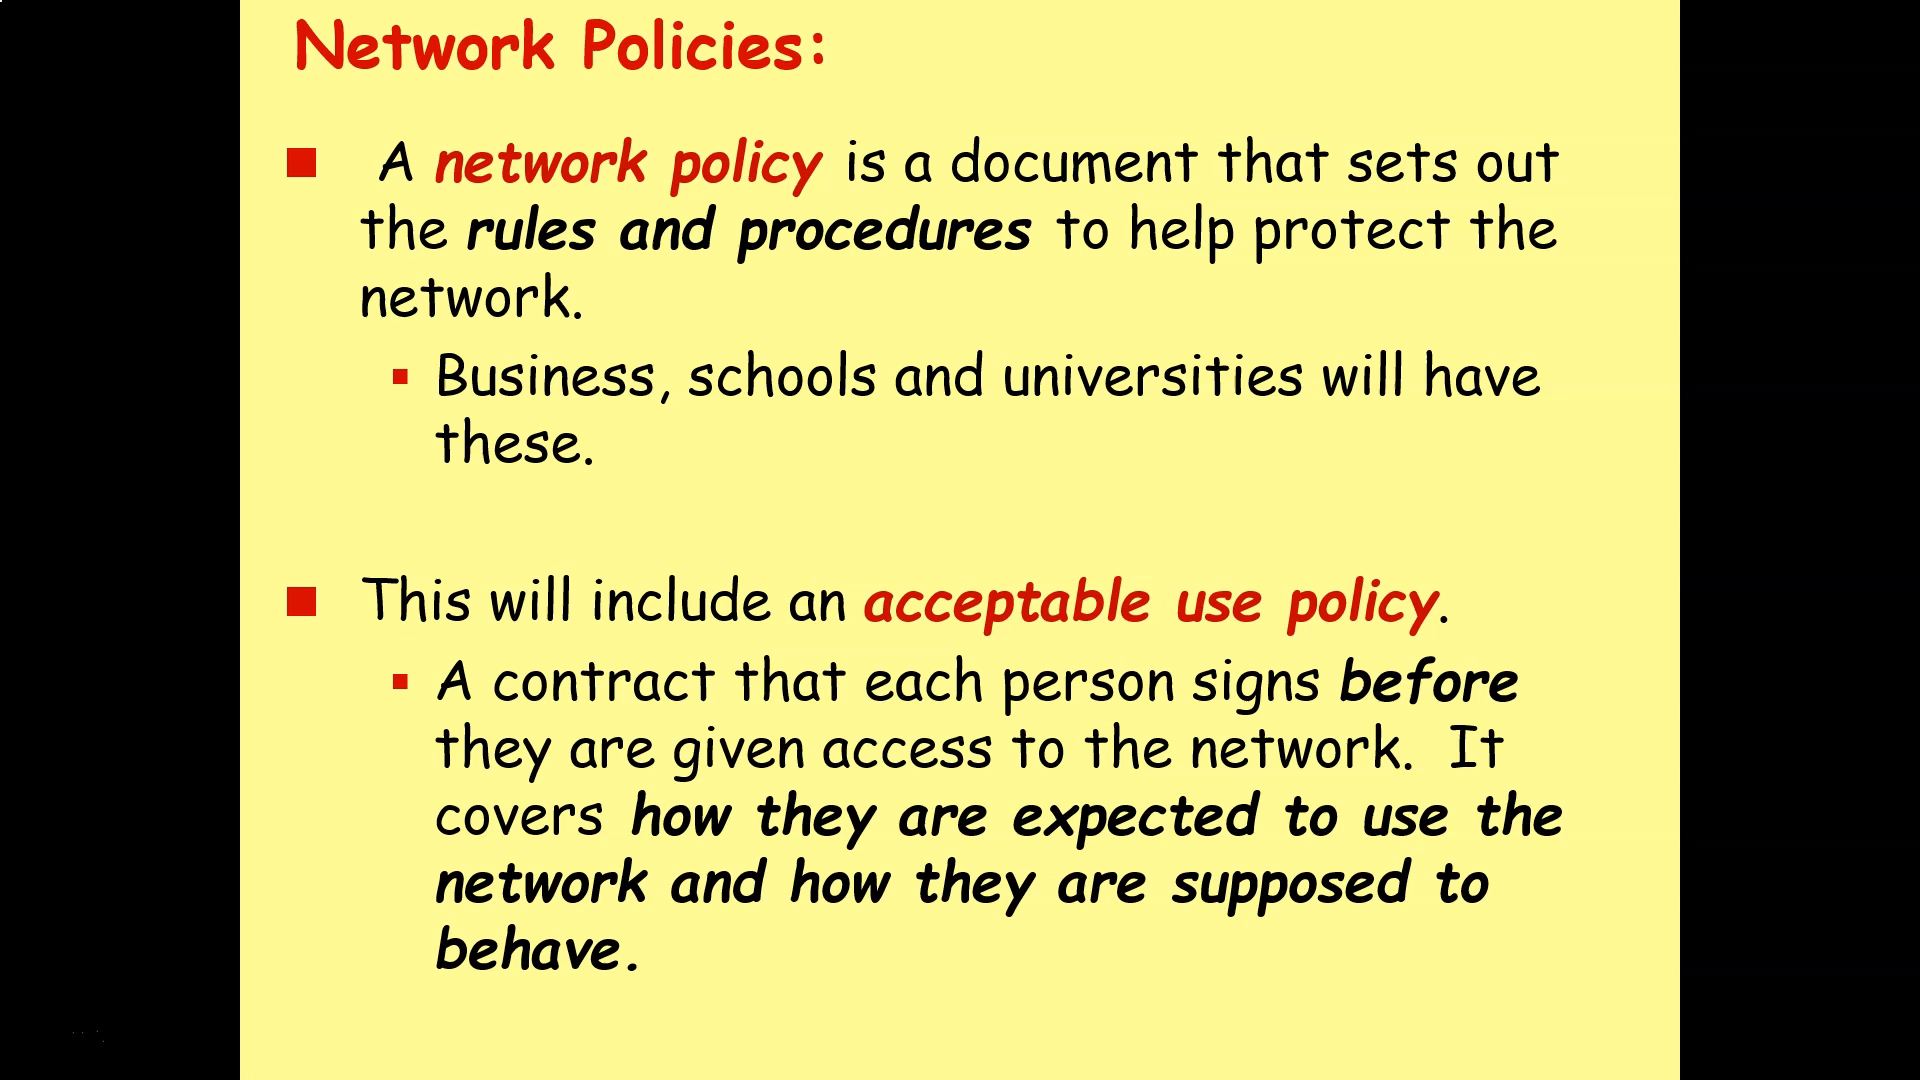 Network Policies:
A network policy is a document that sets out
the rules and procedures to help protect the
network.
Business, schools and universities will have
these.
This will include an acceptable use policy.
A contract that each person signs before
they are given access to the network. It
covers how they are expected to use the
network and how they are supposed to
behave.